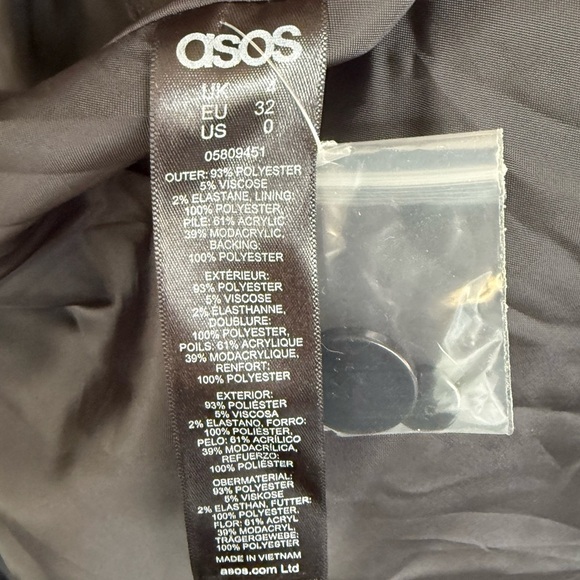 asos
UK 4
EU 32
US 0
05809451
OUTER: 93% POLYESTER
5% VISCOSE
2% ELASTANE, LINING:
100% POLYESTER,
PILE: 61% ACRYLIC
39% MODACRYLIC,
BACKING:
100% POLYESTER
EXTÉRIEUR:
93% POLYESTER
5% VISCOSE
2% ÉLASTHANNE,
DOUBLURE:
100% POLYESTER,
POILS: 61% ACRYLIQUE
39% MODACRYLIQUE,
RENFORT:
100% POLYESTER
EXTERIOR:
93% POLIÉSTER
5% VISCOSA
2% ELASTANO, FORRO:
100% POLIÉSTER,
PELO: 61% ACRÍLICO
39% MODACRÍLICO,
REFUERZO:
100% POLIÉSTER
OBERMATERIAL:
93% POLYESTER
5% VISKOSE
2% ELASTHAN, FUTTER:
100% POLYESTER,
FLOR: 61% ACRYL
39% MODACRYL,
TRÄGERGEWEBE:
100% POLYESTER
MADE IN VIETNAM
asos.com Ltd